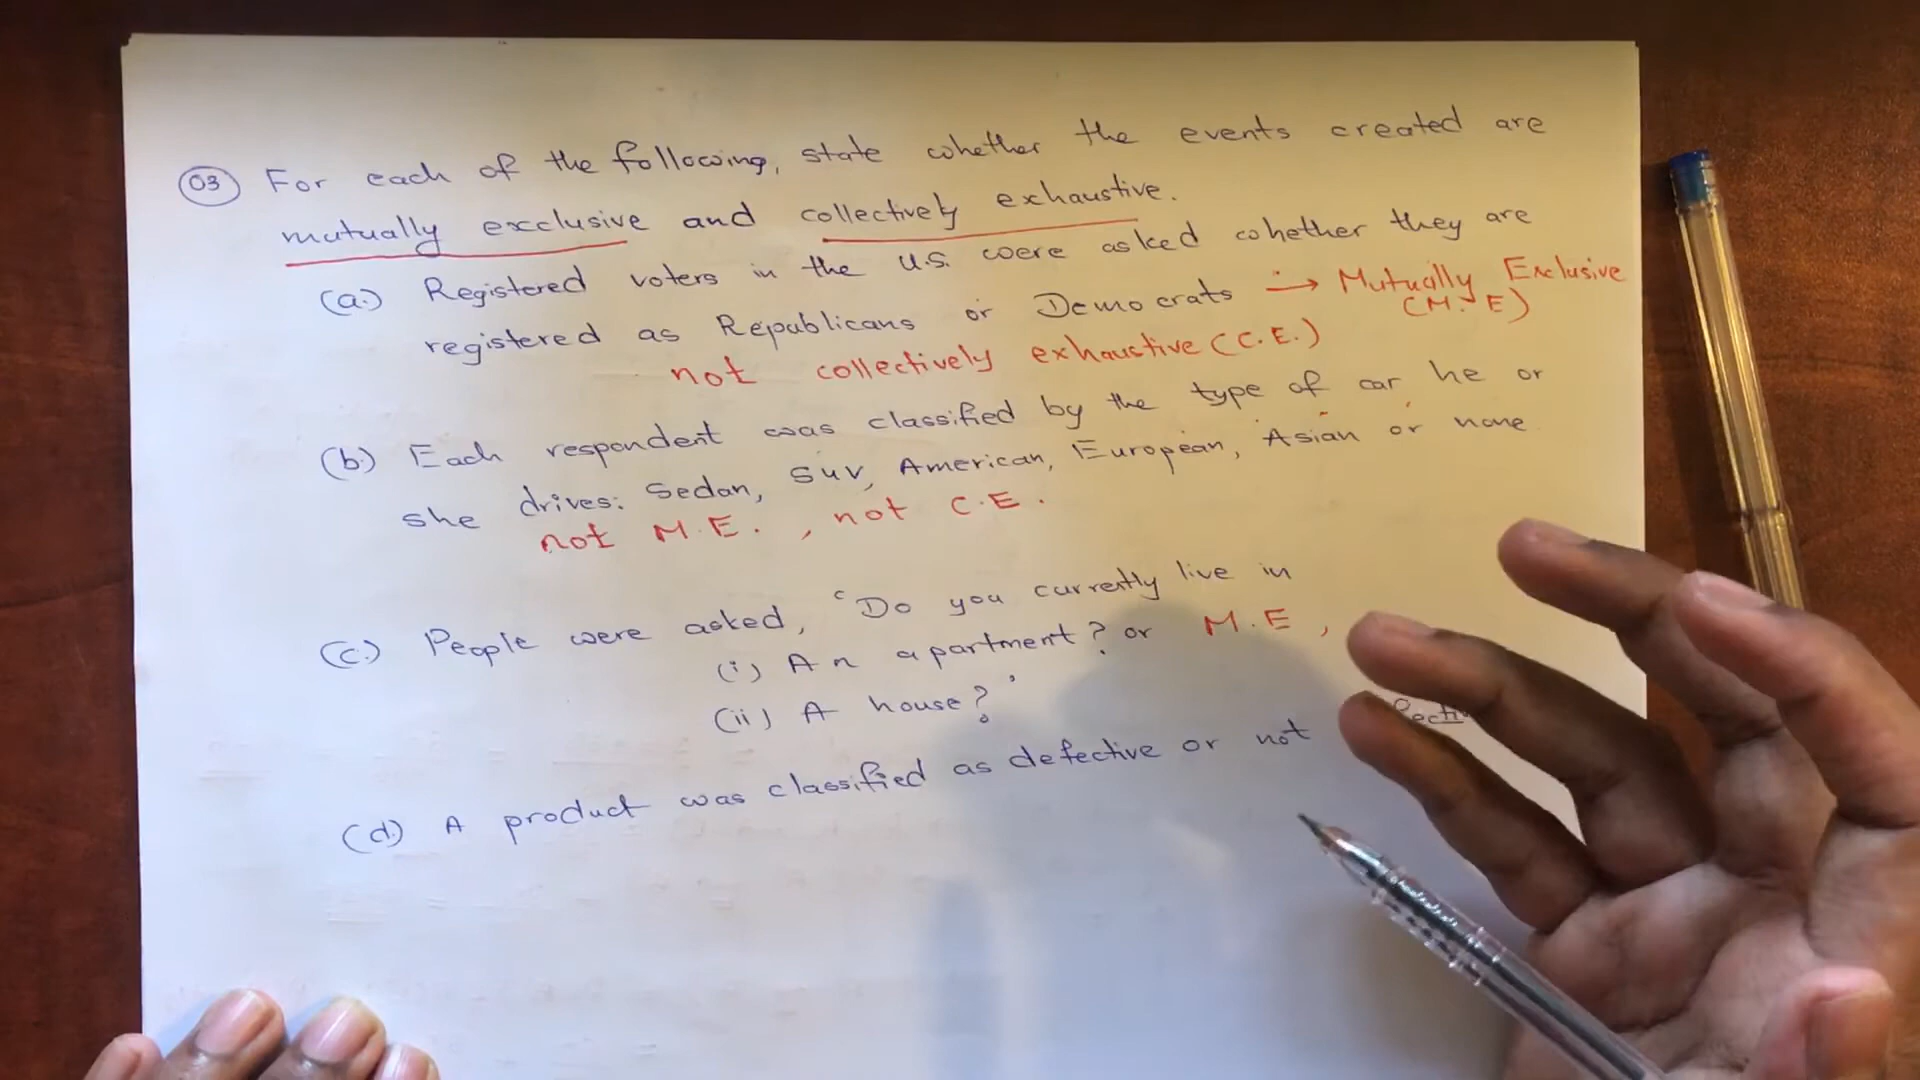 03 For each of the following, state whether the events created are
mutually exclusive and collectively exhaustive.
(a.) Registered voters in the U.S. were asked whether they are
registered as Republicans or Democrats → Mutually Exclusive
(M.E)
not collectively exhaustive (C.E.)
(b.) Each respondent was classified by the type of car he or
she drives: Sedan, SUV, American, European, Asian or none
not M.E. , not C.E.
(c.) People were asked, ‘Do you currently live in
(i) An apartment? or M.E ,
(ii) A house?’
(d.) A product was classified as defective or not